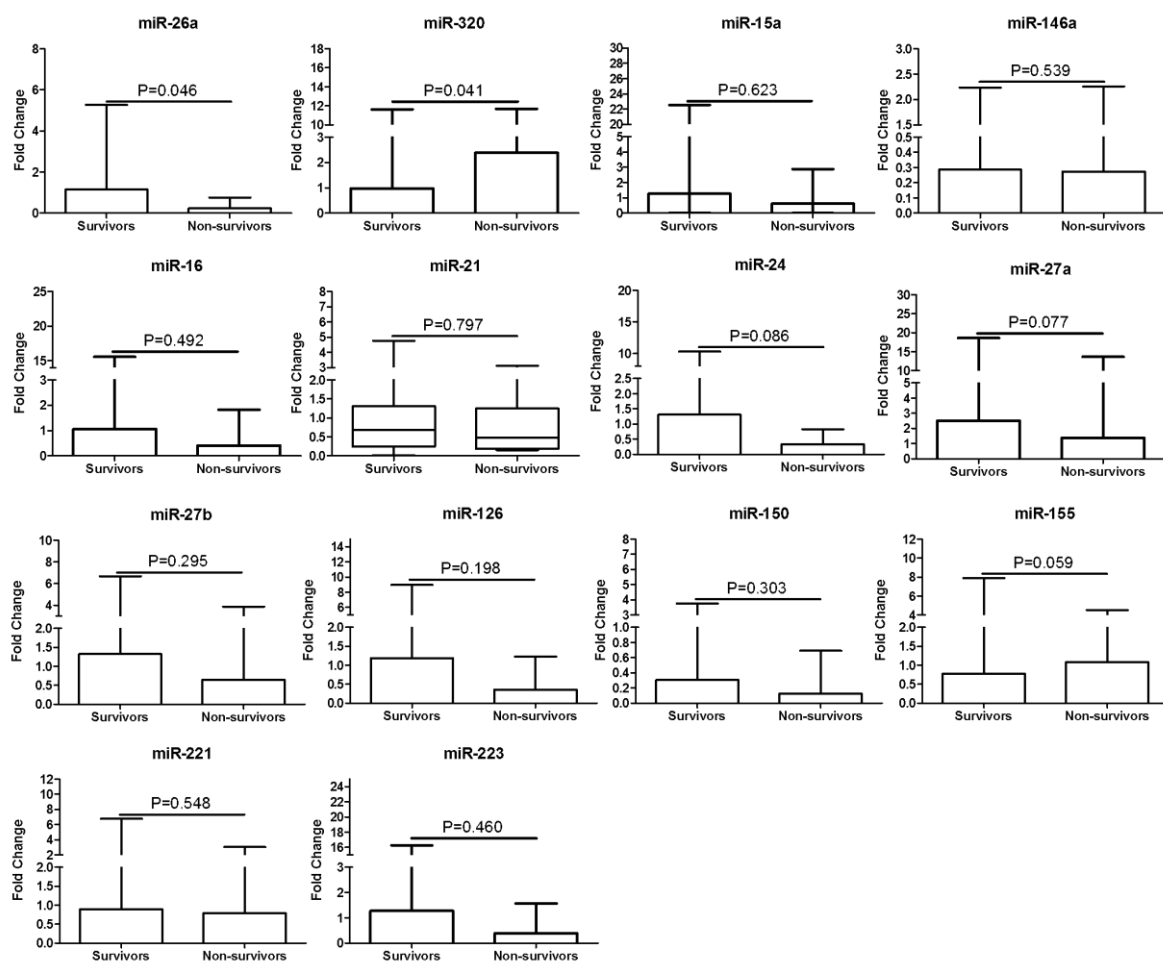 miR-26a
Fold Change
8
6
4
2
0
P=0.046
Survivors
Non-survivors
miR-320
Fold Change
18
16
14
12
10
3
2
1
0
P=0.041
Survivors
Non-survivors
miR-15a
Fold Change
30
28
26
24
22
20
5
4
3
2
1
0
P=0.623
Survivors
Non-survivors
miR-146a
Fold Change
3.0
2.5
2.0
1.5
0.5
0.4
0.3
0.2
0.1
0.0
P=0.539
Survivors
Non-survivors
miR-16
Fold Change
25
20
15
3
2
1
0
P=0.492
Survivors
Non-survivors
miR-21
Fold Change
8
7
6
5
4
3
2.0
1.5
1.0
0.5
0.0
P=0.797
Survivors
Non-survivors
miR-24
Fold Change
20
15
10
2.5
2.0
1.5
1.0
0.5
0.0
P=0.086
Survivors
Non-survivors
miR-27a
Fold Change
30
25
20
15
10
5
4
3
2
1
0
P=0.077
Survivors
Non-survivors
miR-27b
Fold Change
10
8
6
4
2.0
1.5
1.0
0.5
0.0
P=0.295
Survivors
Non-survivors
miR-126
Fold Change
14
12
10
8
6
2.0
1.5
1.0
0.5
0.0
P=0.198
Survivors
Non-survivors
miR-150
Fold Change
8
7
6
5
4
3
1.0
0.8
0.6
0.4
0.2
0.0
P=0.303
Survivors
Non-survivors
miR-155
Fold Change
12
10
8
6
4
2.0
1.5
1.0
0.5
0.0
P=0.059
Survivors
Non-survivors
miR-221
Fold Change
12
10
8
6
4
2
2.0
1.5
1.0
0.5
0.0
P=0.548
Survivors
Non-survivors
miR-223
Fold Change
24
22
20
18
16
3
2
1
0
P=0.460
Survivors
Non-survivors